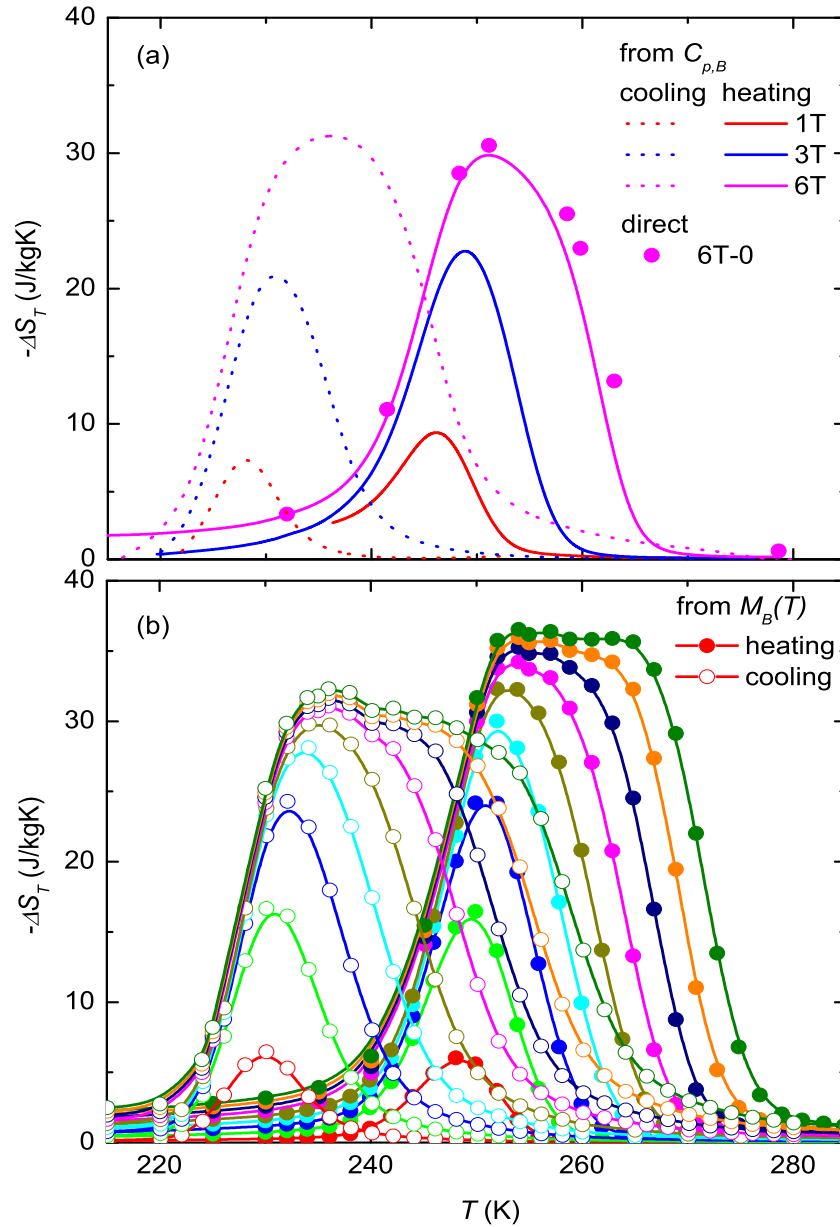 40
(a)
from C_{p,B}
cooling heating
1T
3T
6T
direct
6T-0
30
20
10
0
-ΔS_T (J/kgK)
40
(b)
from M_B(T)
heating
cooling
30
20
10
0
-ΔS_T (J/kgK)
220 240 260 280
T (K)